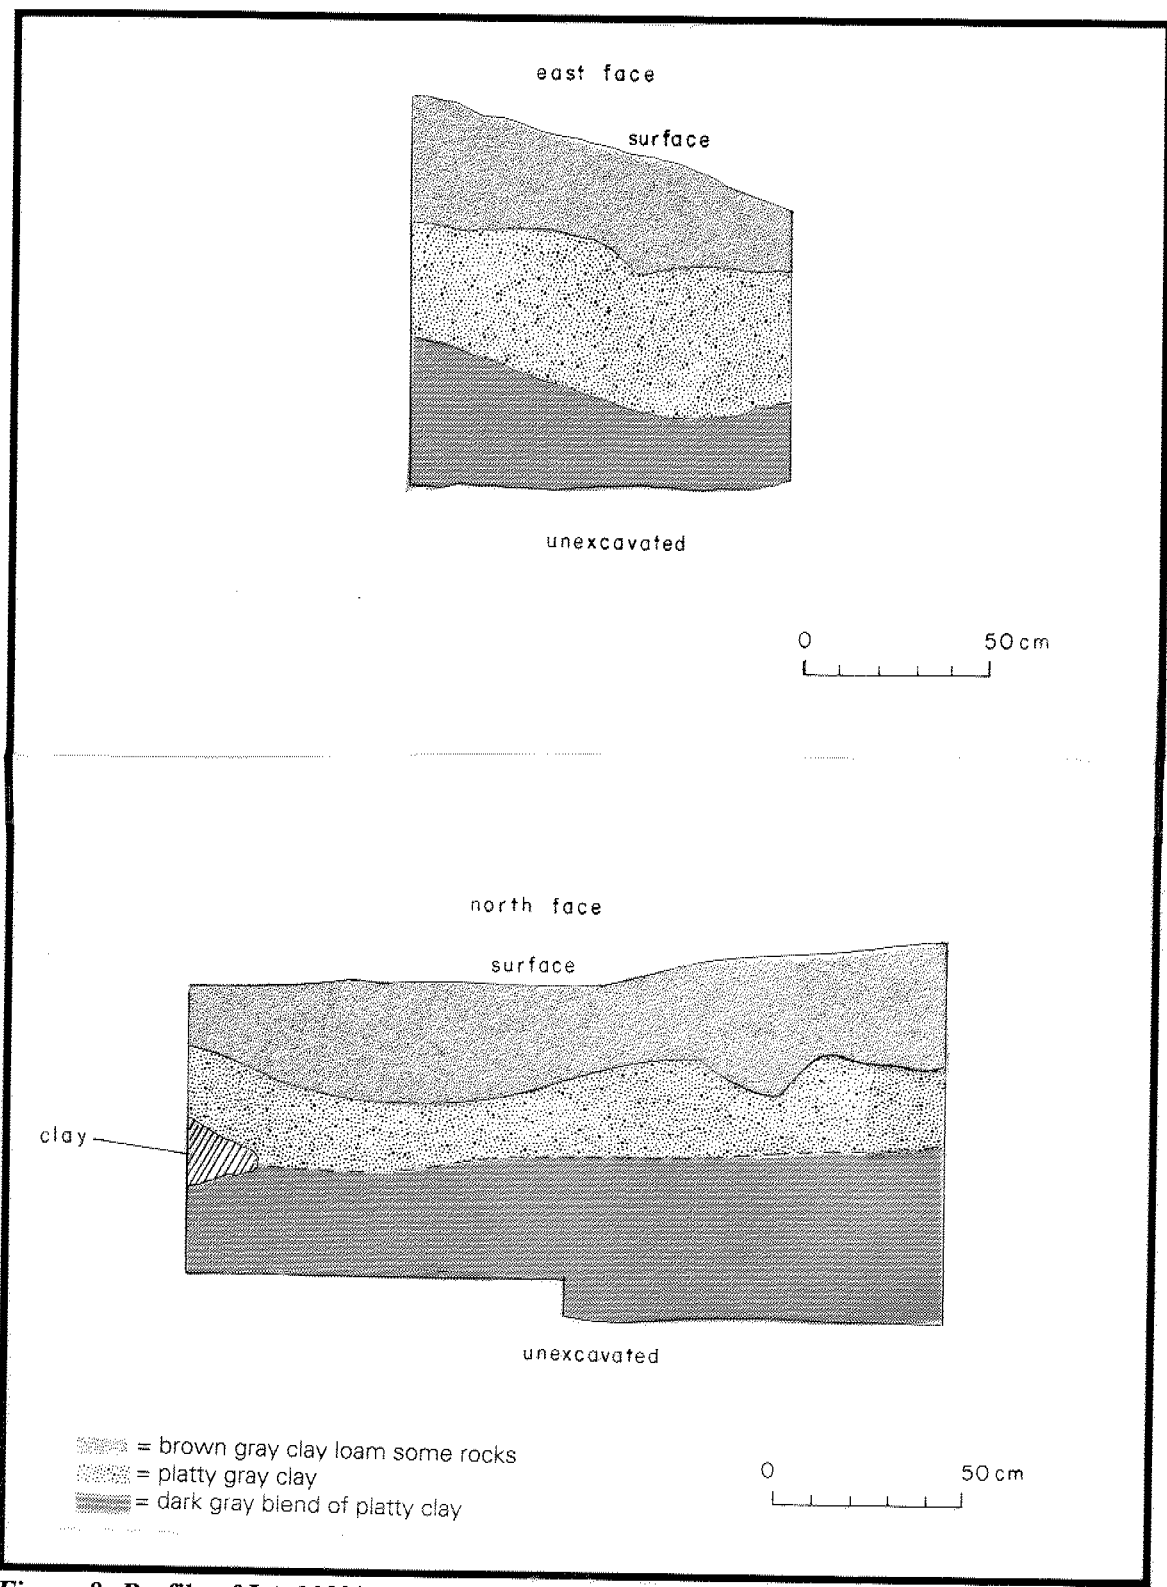 east face
surface
unexcavated
0 50 cm
north face
surface
clay
unexcavated
= brown gray clay loam some rocks
= platty gray clay
= dark gray blend of platty clay
0 50 cm